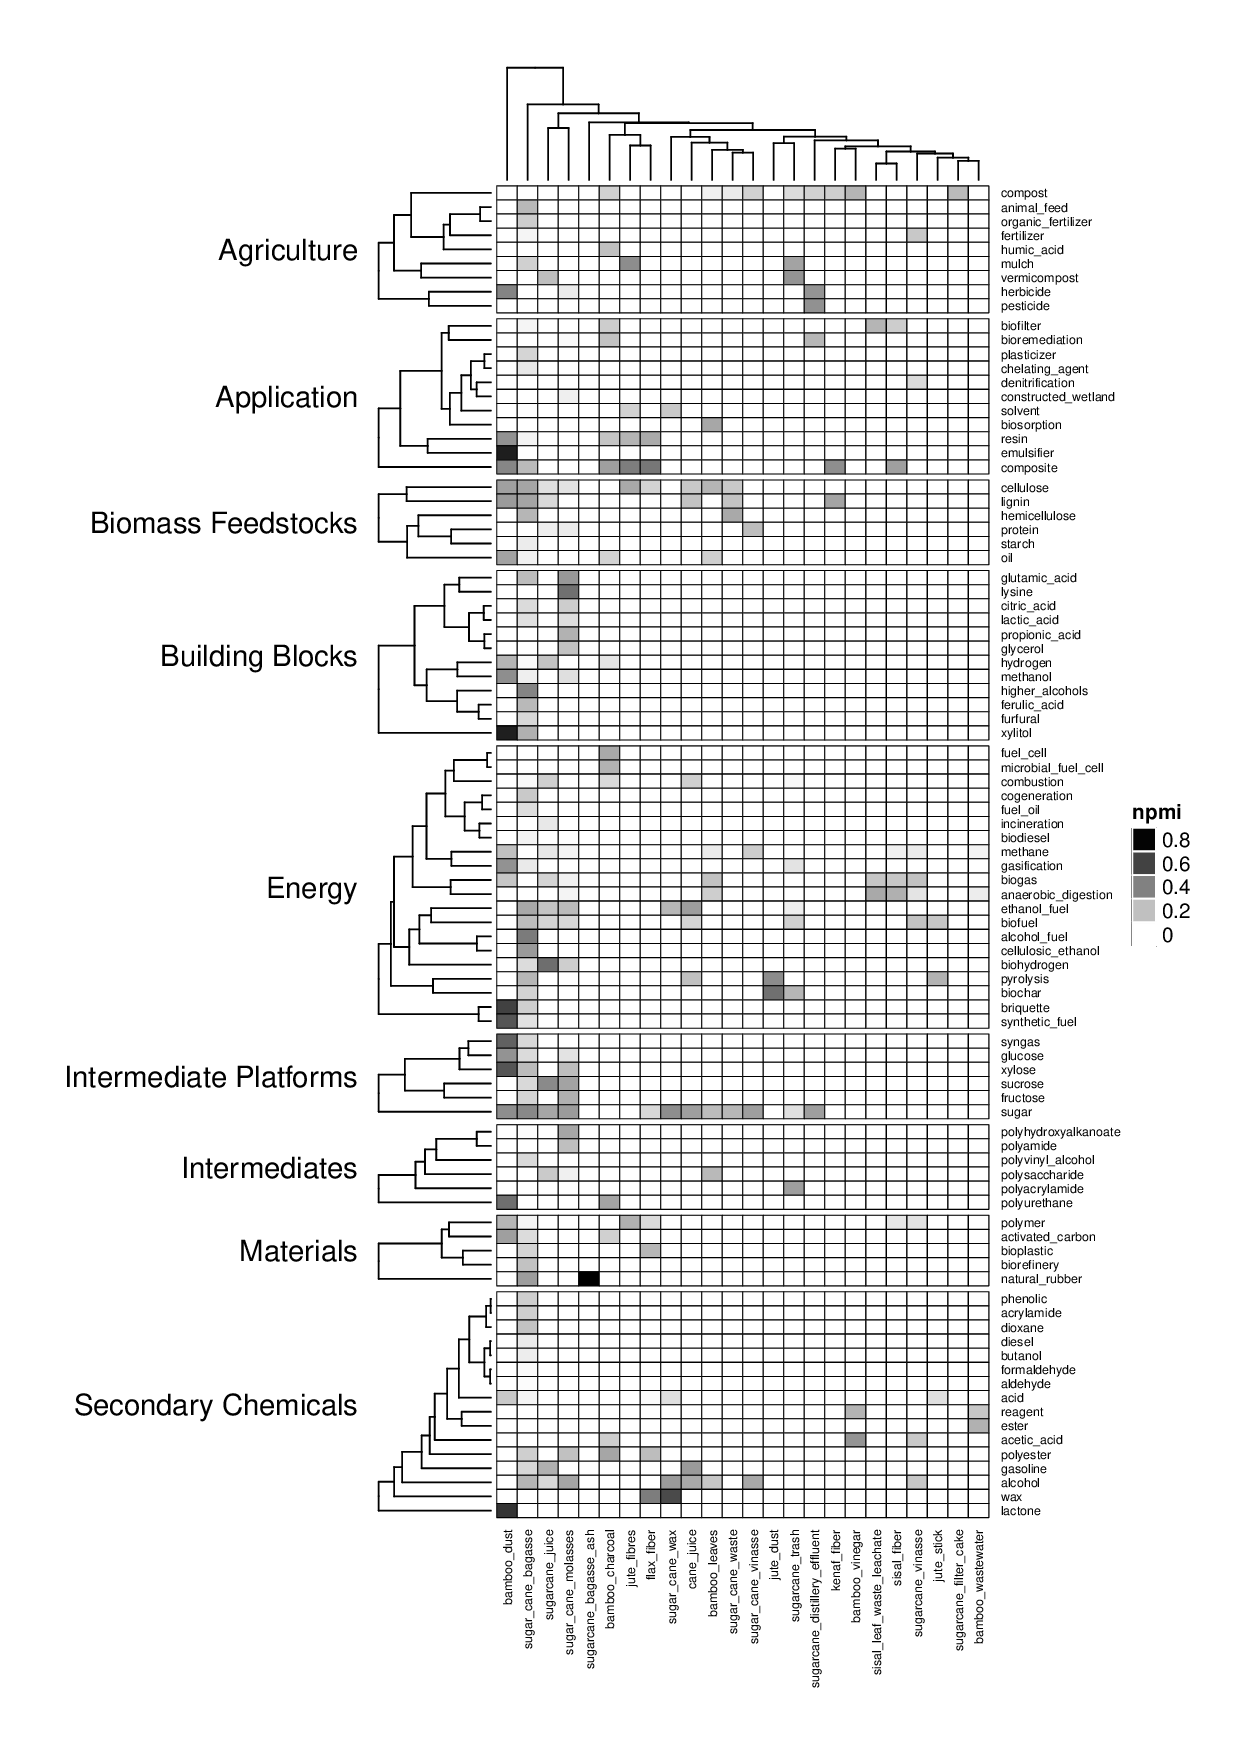 Agriculture
compost
animal_feed
organic_fertilizer
fertilizer
humic_acid
mulch
vermicompost
herbicide
pesticide
Application
biofilter
bioremediation
plasticizer
chelating_agent
denitrification
constructed_wetland
solvent
biosorption
resin
emulsifier
composite
Biomass Feedstocks
cellulose
lignin
hemicellulose
protein
starch
oil
Building Blocks
glutamic_acid
lysine
citric_acid
lactic_acid
propionic_acid
glycerol
hydrogen
methanol
higher_alcohols
ferulic_acid
furfural
xylitol
Energy
fuel_cell
microbial_fuel_cell
combustion
cogeneration
fuel_oil
incineration
biodiesel
methane
gasification
biogas
anaerobic_digestion
ethanol_fuel
biofuel
alcohol_fuel
cellulosic_ethanol
biohydrogen
pyrolysis
biochar
briquette
synthetic_fuel
npmi
0.8
0.6
0.4
0.2
0
Intermediate Platforms
syngas
glucose
xylose
sucrose
fructose
sugar
Intermediates
polyhydroxyalkanoate
polyamide
polyvinyl_alcohol
polysaccharide
polyacrylamide
polyurethane
Materials
polymer
activated_carbon
bioplastic
biorefinery
natural_rubber
Secondary Chemicals
phenolic
acrylamide
dioxane
diesel
butanol
formaldehyde
aldehyde
acid
reagent
ester
acetic_acid
polyester
gasoline
alcohol
wax
lactone
bamboo_dust
sugar_cane_bagasse
sugarcane_juice
sugar_cane_molasses
sugarcane_bagasse_ash
bamboo_charcoal
jute_fibres
flax_fiber
sugar_cane_wax
cane_juice
bamboo_leaves
sugar_cane_waste
sugar_cane_vinasse
jute_dust
sugarcane_trash
sugarcane_distillery_effluent
kenaf_fiber
bamboo_vinegar
sisal_leaf_waste_leachate
sisal_fiber
sugarcane_vinasse
jute_stick
sugarcane_filter_cake
bamboo_wastewater